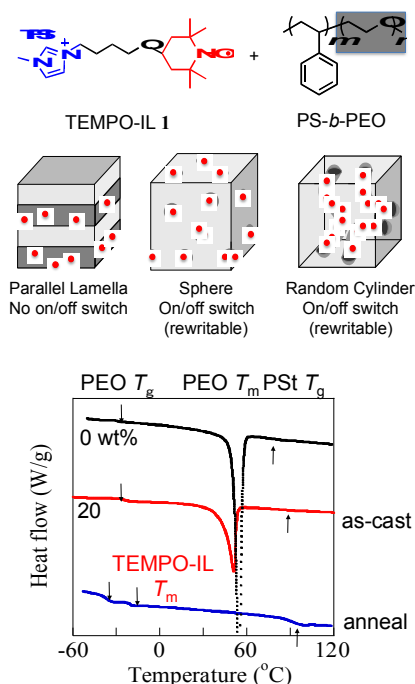 TFSI
+
N
N
O
NO•
+
m
n
O
TEMPO-IL 1
PS-b-PEO
Parallel Lamella
No on/off switch
Sphere
On/off switch
(rewritable)
Random Cylinder
On/off switch
(rewritable)
PEO Tg
PEO Tm
PSt Tg
0 wt%
20
as-cast
TEMPO-IL
Tm
anneal
Heat flow (W/g)
-60
0
60
120
Temperature (°C)